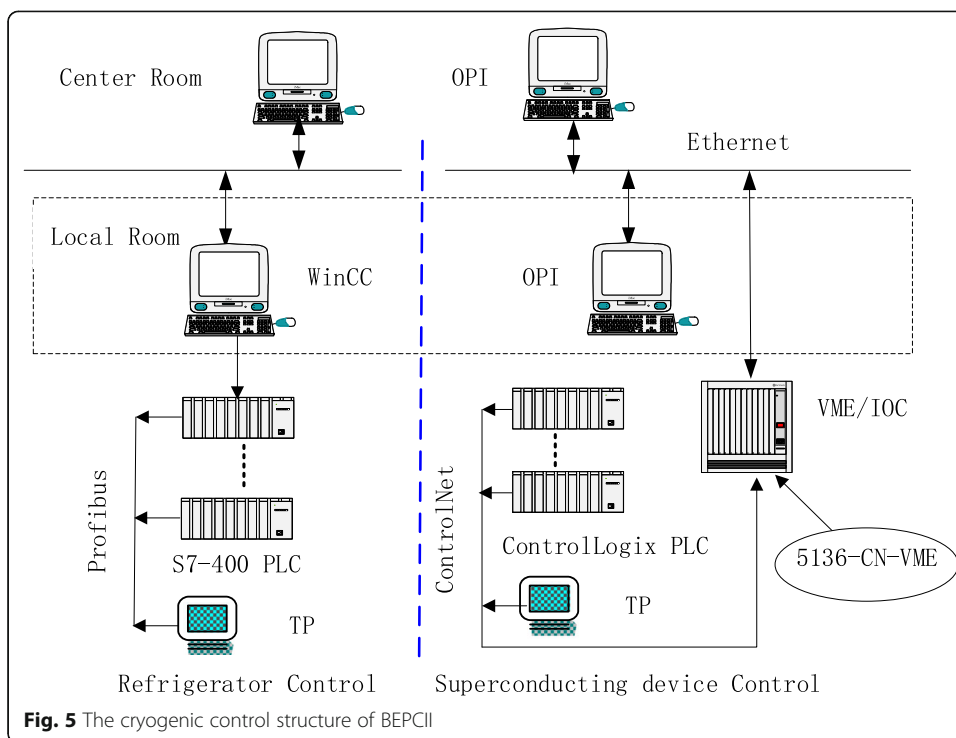 Center Room
OPI
Ethernet
Local Room
WinCC
OPI
VME/IOC
Profibus
S7-400 PLC
TP
ControlNet
ControlLogix PLC
5136-CN-VME
TP
Refrigerator Control
Superconducting device Control
Fig. 5 The cryogenic control structure of BEPCII